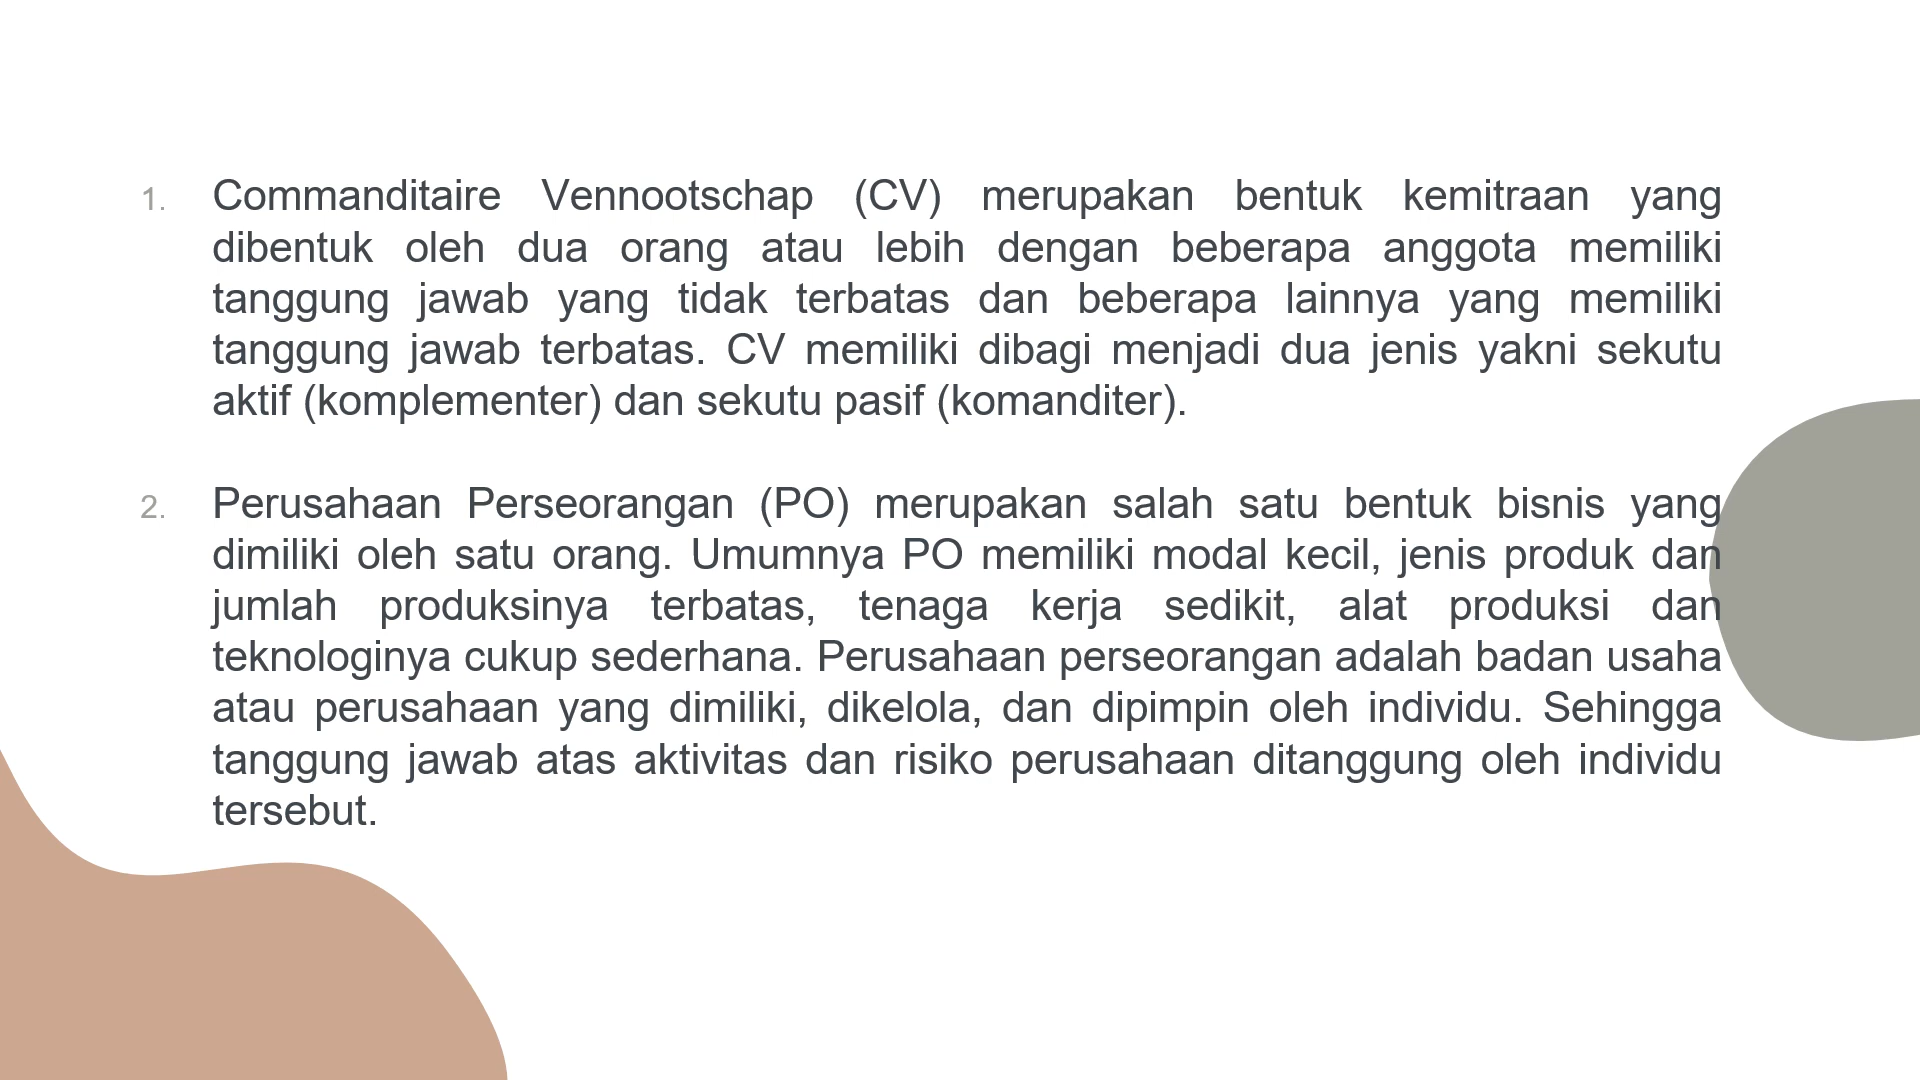 1. Commanditaire Vennootschap (CV) merupakan bentuk kemitraan yang
dibentuk oleh dua orang atau lebih dengan beberapa anggota memiliki
tanggung jawab yang tidak terbatas dan beberapa lainnya yang memiliki
tanggung jawab terbatas. CV memiliki dibagi menjadi dua jenis yakni sekutu
aktif (komplementer) dan sekutu pasif (komanditer).
2. Perusahaan Perseorangan (PO) merupakan salah satu bentuk bisnis yang
dimiliki oleh satu orang. Umumnya PO memiliki modal kecil, jenis produk dan
jumlah produksinya terbatas, tenaga kerja sedikit, alat produksi dan
teknologinya cukup sederhana. Perusahaan perseorangan adalah badan usaha
atau perusahaan yang dimiliki, dikelola, dan dipimpin oleh individu. Sehingga
tanggung jawab atas aktivitas dan risiko perusahaan ditanggung oleh individu
tersebut.